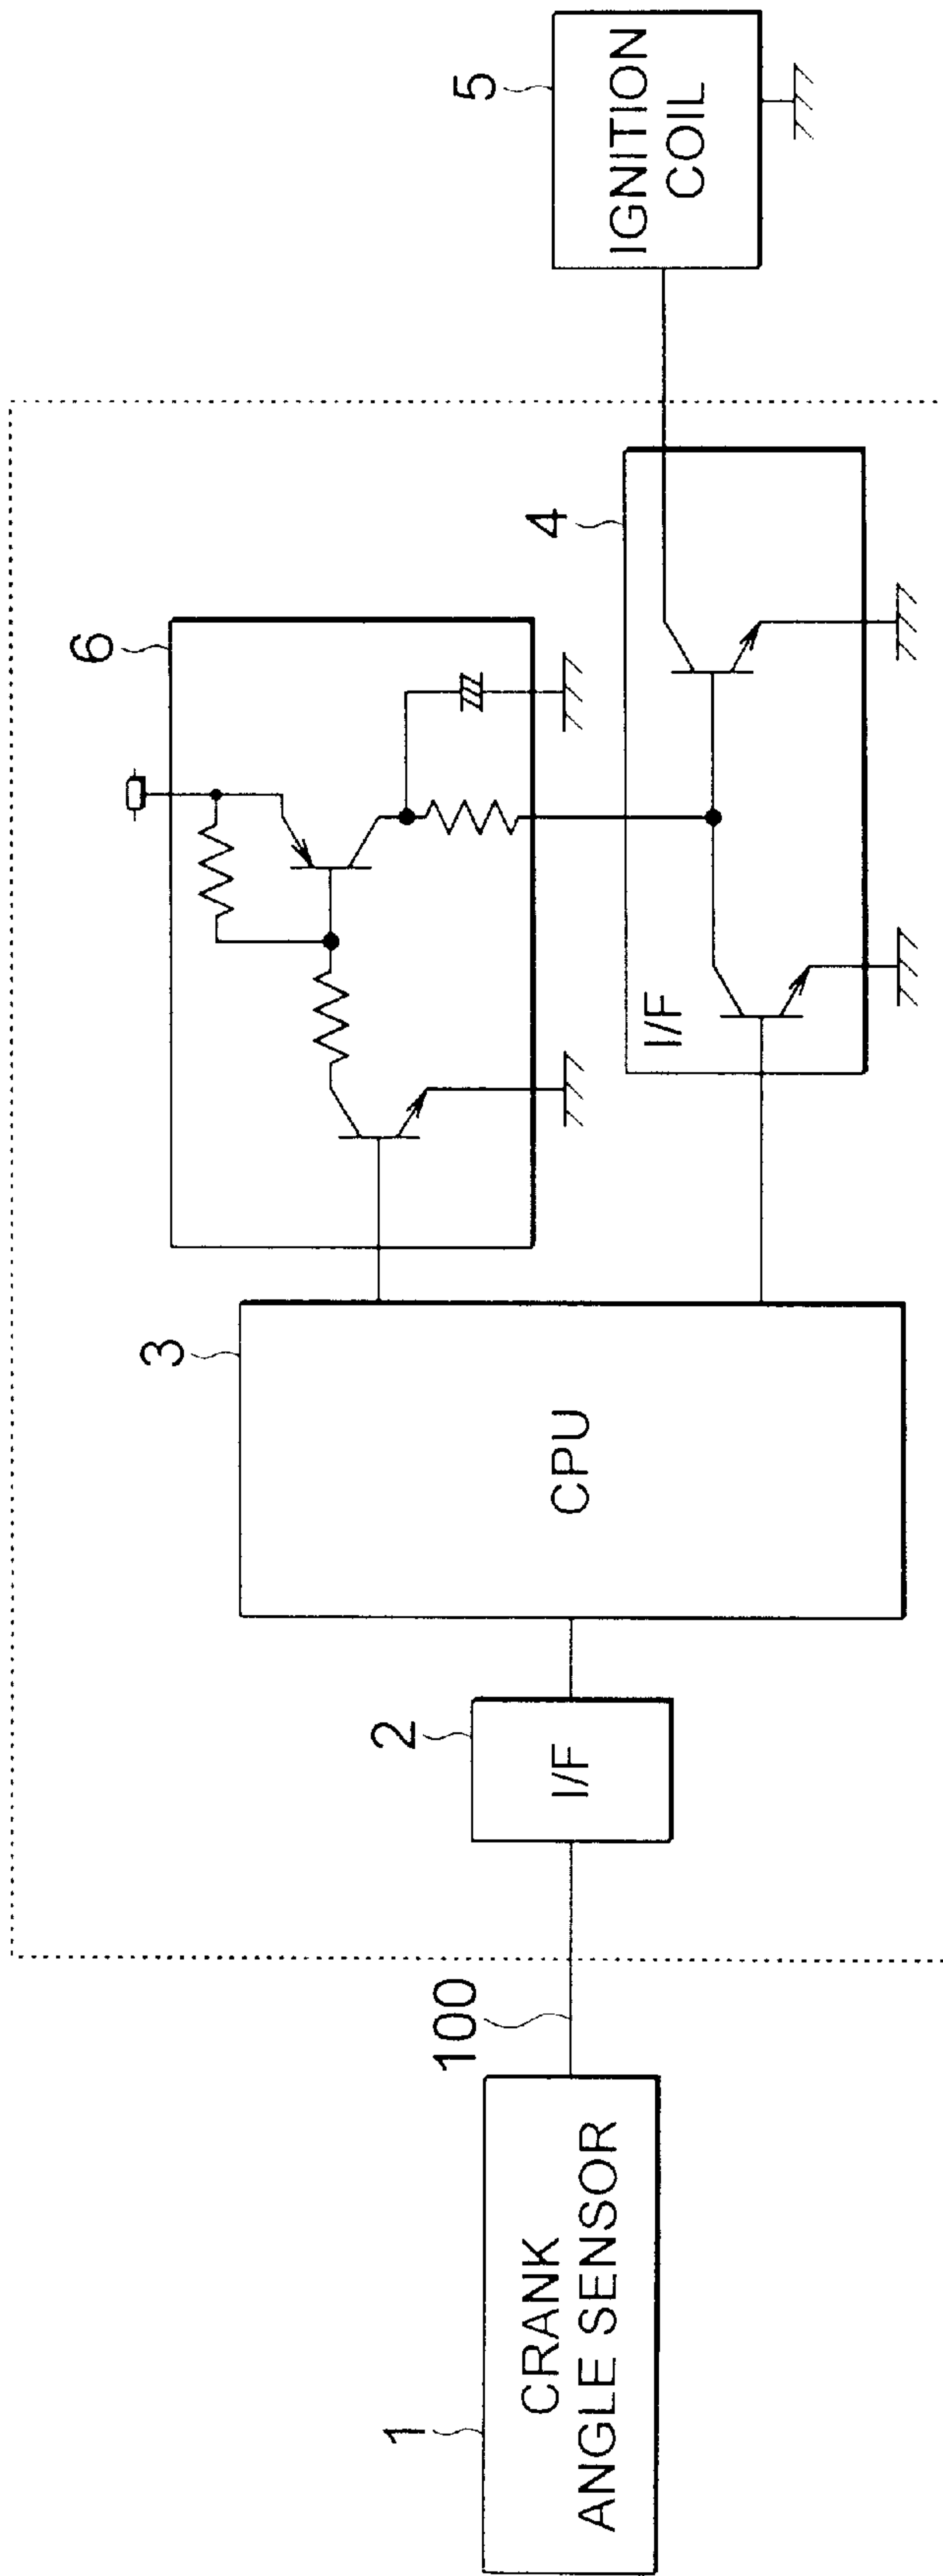 1
CRANK
ANGLE SENSOR
100
2
I/F
3
CPU
6
4
I/F
5
IGNITION
COIL